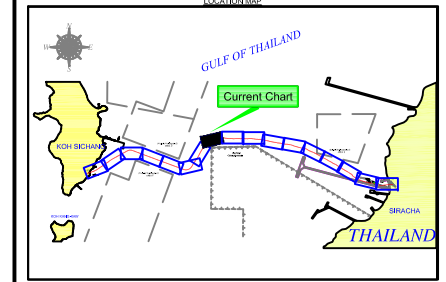 LOCATION MAP
N
W
E
S
GULF OF THAILAND
Current Chart
KOH SICHANG
SIRACHA
THAILAND